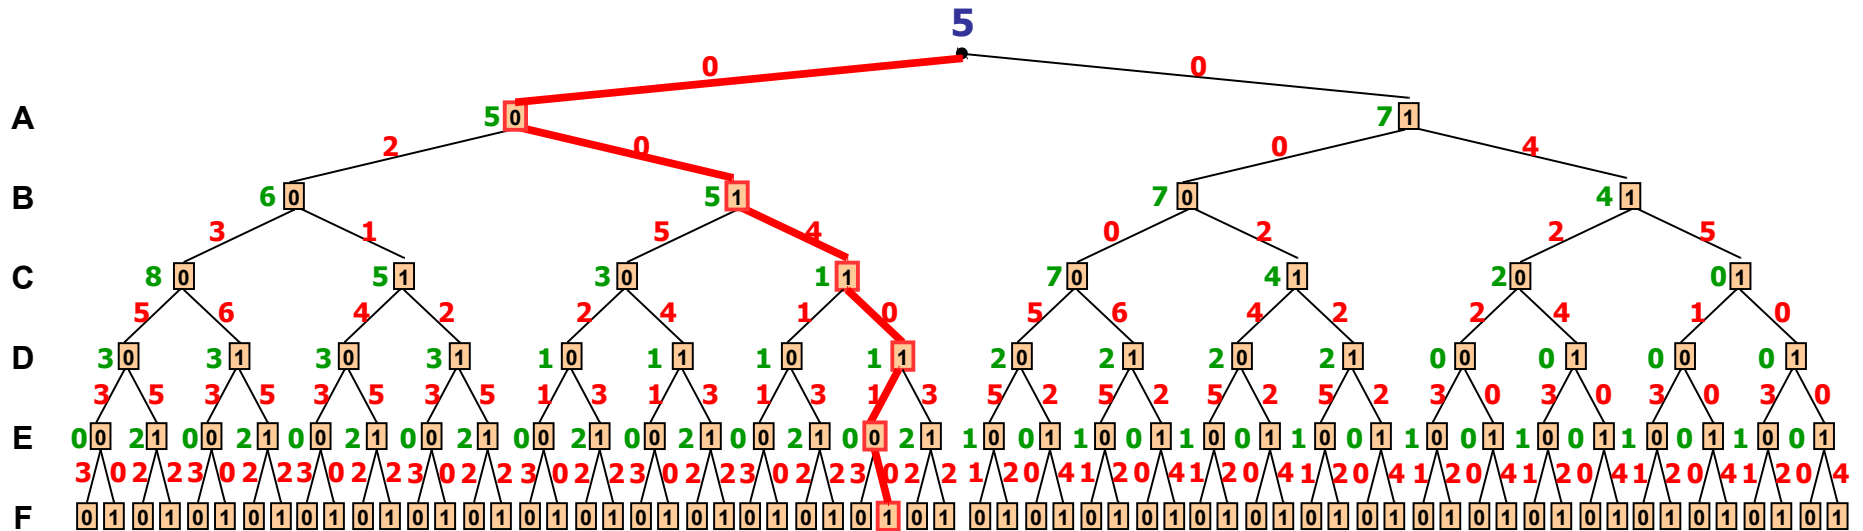 5
0 0
A 5 0 7 1
2 0 0 4
B 6 0 5 1 7 0 4 1
3 1 5 4 0 2 2 5
C 8 0 5 1 3 0 1 1 7 0 4 1 2 0 0 1
5 6 4 2 2 4 1 0 5 6 4 2 2 4 1 0
D 3 0 3 1 3 0 3 1 1 0 1 1 1 0 1 1 2 0 2 1 2 0 2 1 0 0 0 1 0 0 0 1
3 5 3 5 3 5 3 5 1 3 1 3 1 3 1 3 5 2 5 2 5 2 5 2 3 0 3 0 3 0 3 0
E 0 0 2 1 0 0 2 1 0 0 2 1 0 0 2 1 0 0 2 1 0 0 2 1 0 0 2 1 0 0 2 1 1 0 0 1 1 0 0 1 1 0 0 1 1 0 0 1 1 0 0 1 1 0 0 1 1 0 0 1 1 0 0 1
3 0 2 2 3 0 2 2 3 0 2 2 3 0 2 2 3 0 2 2 3 0 2 2 3 0 2 2 3 0 2 2 1 2 0 4 1 2 0 4 1 2 0 4 1 2 0 4 1 2 0 4 1 2 0 4 1 2 0 4 1 2 0 4
F 0 1 0 1 0 1 0 1 0 1 0 1 0 1 0 1 0 1 0 1 0 1 0 1 0 1 0 1 0 1 0 1 0 1 0 1 0 1 0 1 0 1 0 1 0 1 0 1 0 1 0 1 0 1 0 1 0 1 0 1 0 1 0 1